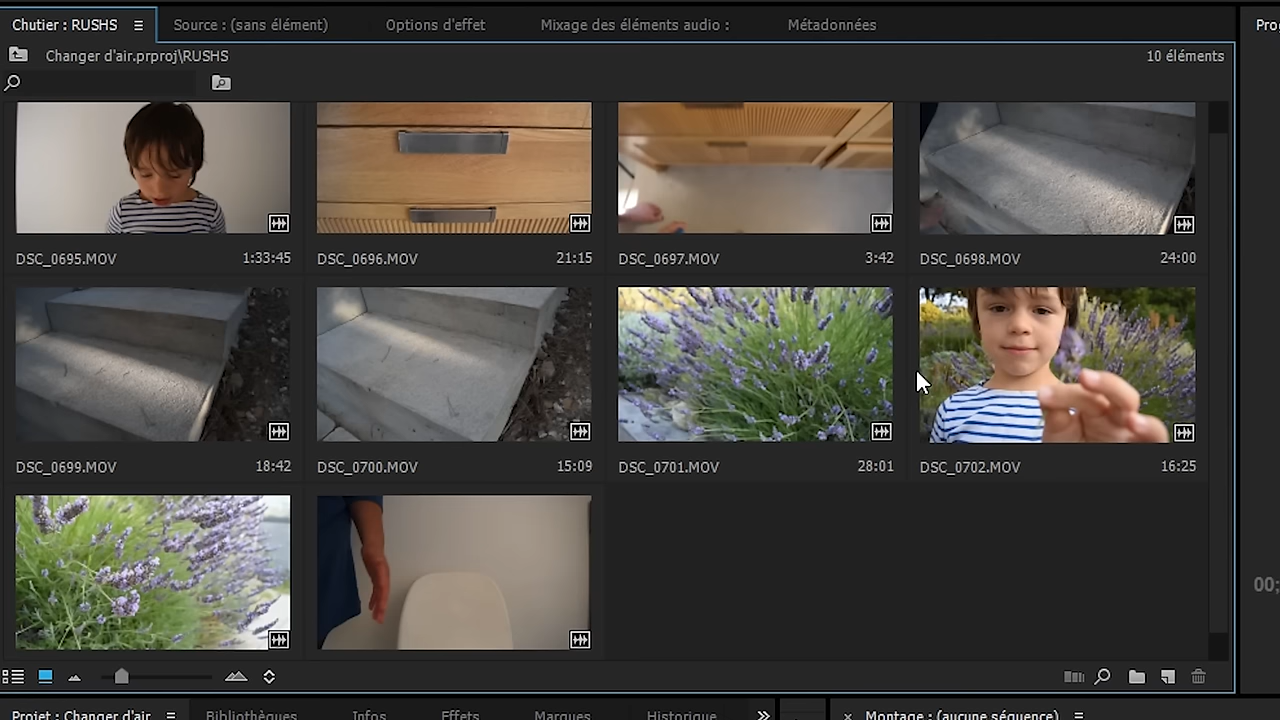 Chutier : RUSHS Source : (sans élément) Options d'effet Mixage des éléments audio : Métadonnées
Changer d'air.prproj\RUSHS 10 éléments
DSC_0695.MOV 1:33:45 DSC_0696.MOV 21:15 DSC_0697.MOV 3:42 DSC_0698.MOV 24:00
DSC_0699.MOV 18:42 DSC_0700.MOV 15:09 DSC_0701.MOV 28:01 DSC_0702.MOV 16:25
00;
Projet : Changer d'air Bibliothèques Infos Effets Marques Historique Montage : (aucune séquence)